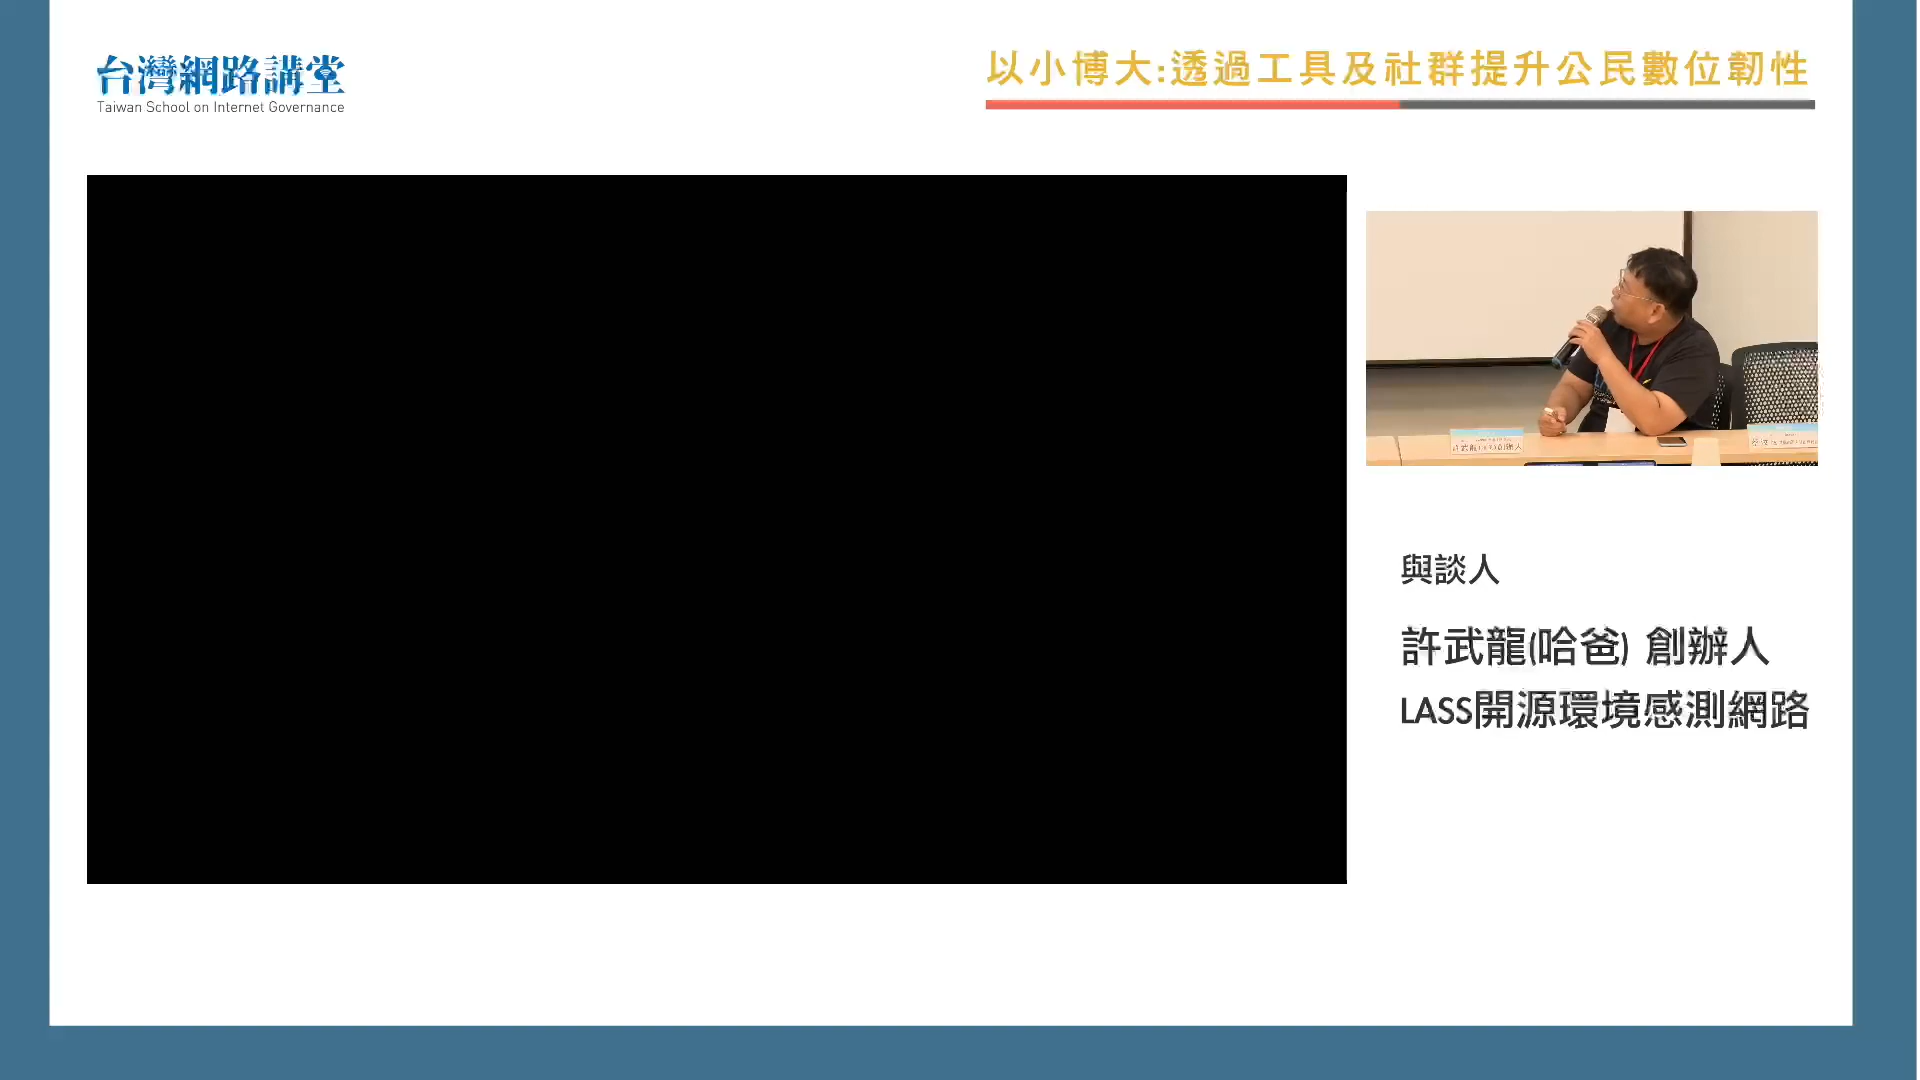 台灣網路講堂
Taiwan School on Internet Governance
以小博大:透過工具及社群提升公民數位韌性
與談人
許武龍(哈爸) 創辦人
LASS開源環境感測網路